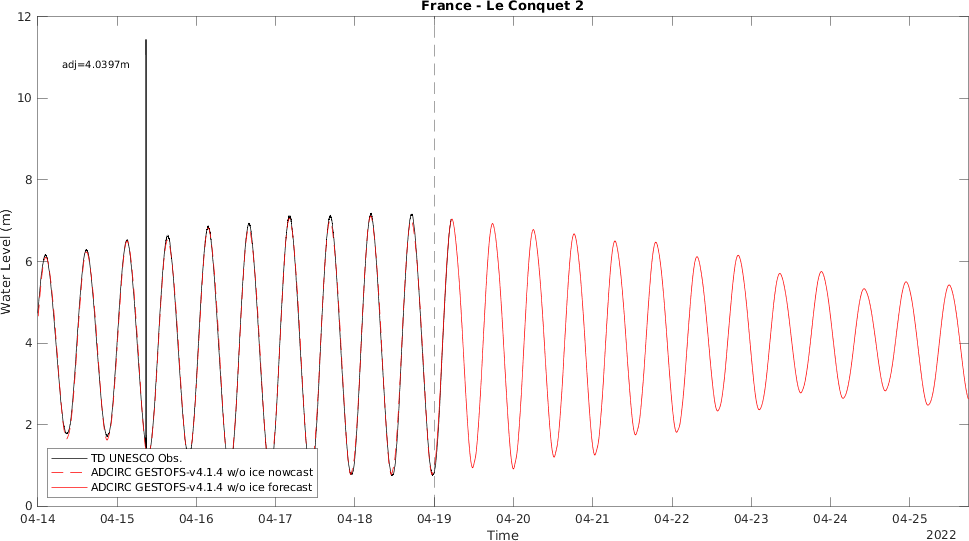 France - Le Conquet 2
12
adj=4.0397m
10
8
6
4
2
0
Water Level (m)
TD UNESCO Obs.
ADCIRC GESTOFS-v4.1.4 w/o ice nowcast
ADCIRC GESTOFS-v4.1.4 w/o ice forecast
04-14 04-15 04-16 04-17 04-18 04-19 04-20 04-21 04-22 04-23 04-24 04-25
Time
2022